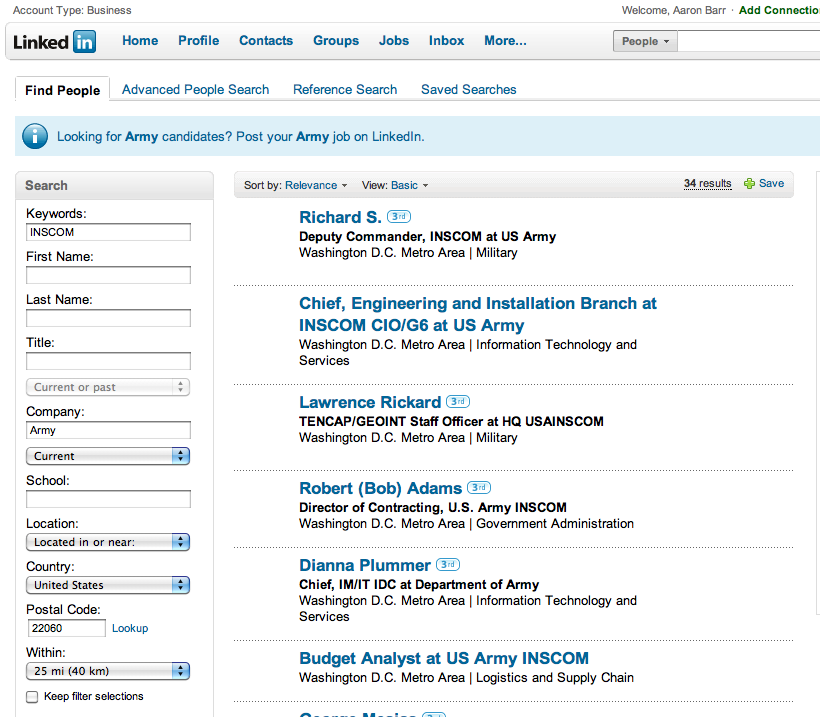 Account Type: Business
Welcome, Aaron Barr · Add Connectio
Linked in
Home Profile Contacts Groups Jobs Inbox More...
People
Find People Advanced People Search Reference Search Saved Searches
Looking for Army candidates? Post your Army job on LinkedIn.
Search
Keywords:
INSCOM
First Name:
Last Name:
Title:
Current or past
Company:
Army
Current
School:
Location:
Located in or near:
Country:
United States
Postal Code:
22060 Lookup
Within:
25 mi (40 km)
Keep filter selections
Sort by: Relevance View: Basic 34 results Save
Richard S. 3rd
Deputy Commander, INSCOM at US Army
Washington D.C. Metro Area | Military
Chief, Engineering and Installation Branch at
INSCOM CIO/G6 at US Army
Washington D.C. Metro Area | Information Technology and
Services
Lawrence Rickard 3rd
TENCAP/GEOINT Staff Officer at HQ USAINSCOM
Washington D.C. Metro Area | Military
Robert (Bob) Adams 3rd
Director of Contracting, U.S. Army INSCOM
Washington D.C. Metro Area | Government Administration
Dianna Plummer 3rd
Chief, IM/IT IDC at Department of Army
Washington D.C. Metro Area | Information Technology and
Services
Budget Analyst at US Army INSCOM
Washington D.C. Metro Area | Logistics and Supply Chain
George